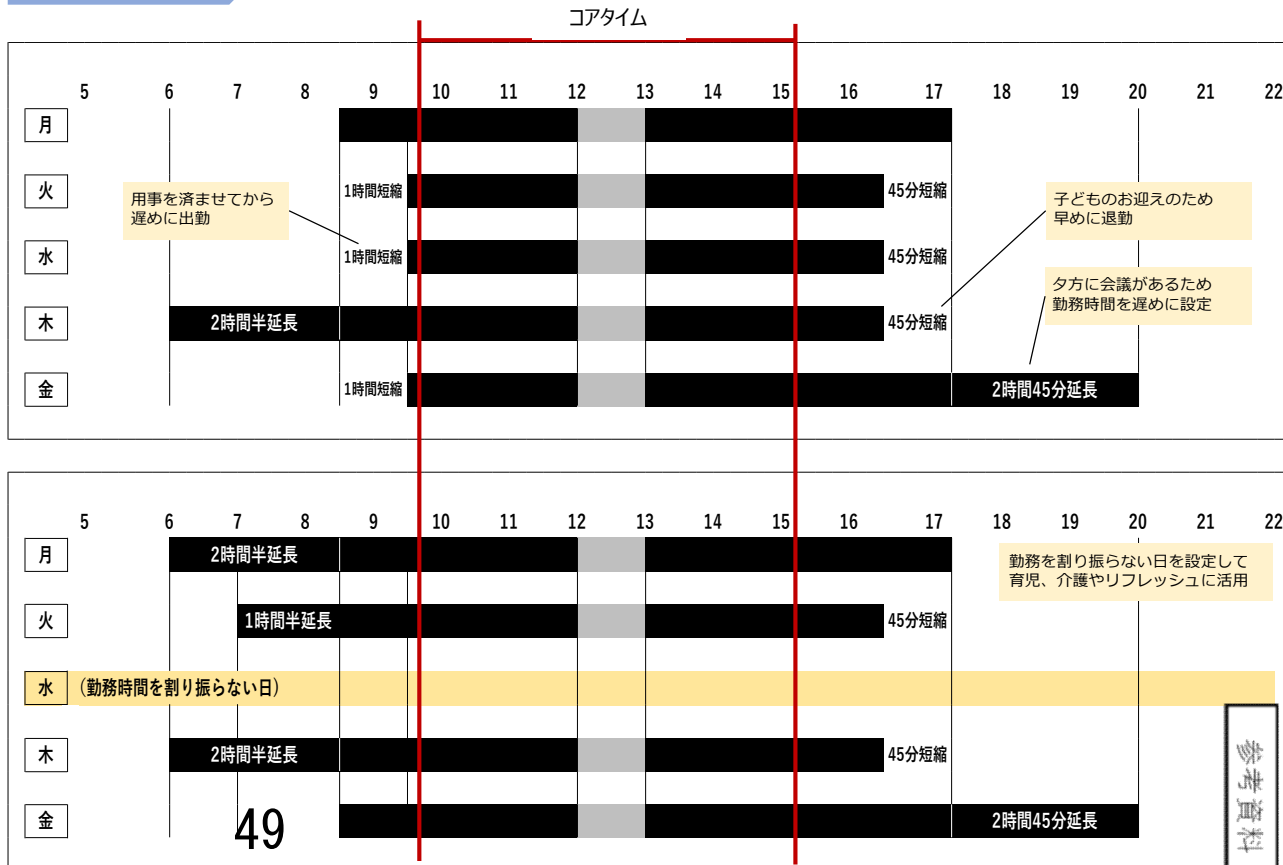 コアタイム
5 6 7 8 9 10 11 12 13 14 15 16 17 18 19 20 21 22
月
火 1時間短縮 45分短縮
用事を済ませてから
遅めに出勤
子どものお迎えのため
早めに退勤
水 1時間短縮 45分短縮
夕方に会議があるため
勤務時間を遅めに設定
木 2時間半延長 45分短縮
金 1時間短縮 2時間45分延長
5 6 7 8 9 10 11 12 13 14 15 16 17 18 19 20 21 22
月 2時間半延長
勤務を割り振らない日を設定して
育児、介護やリフレッシュに活用
火 1時間半延長 45分短縮
水 (勤務時間を割り振らない日)
木 2時間半延長 45分短縮
金 2時間45分延長
49
参考資料